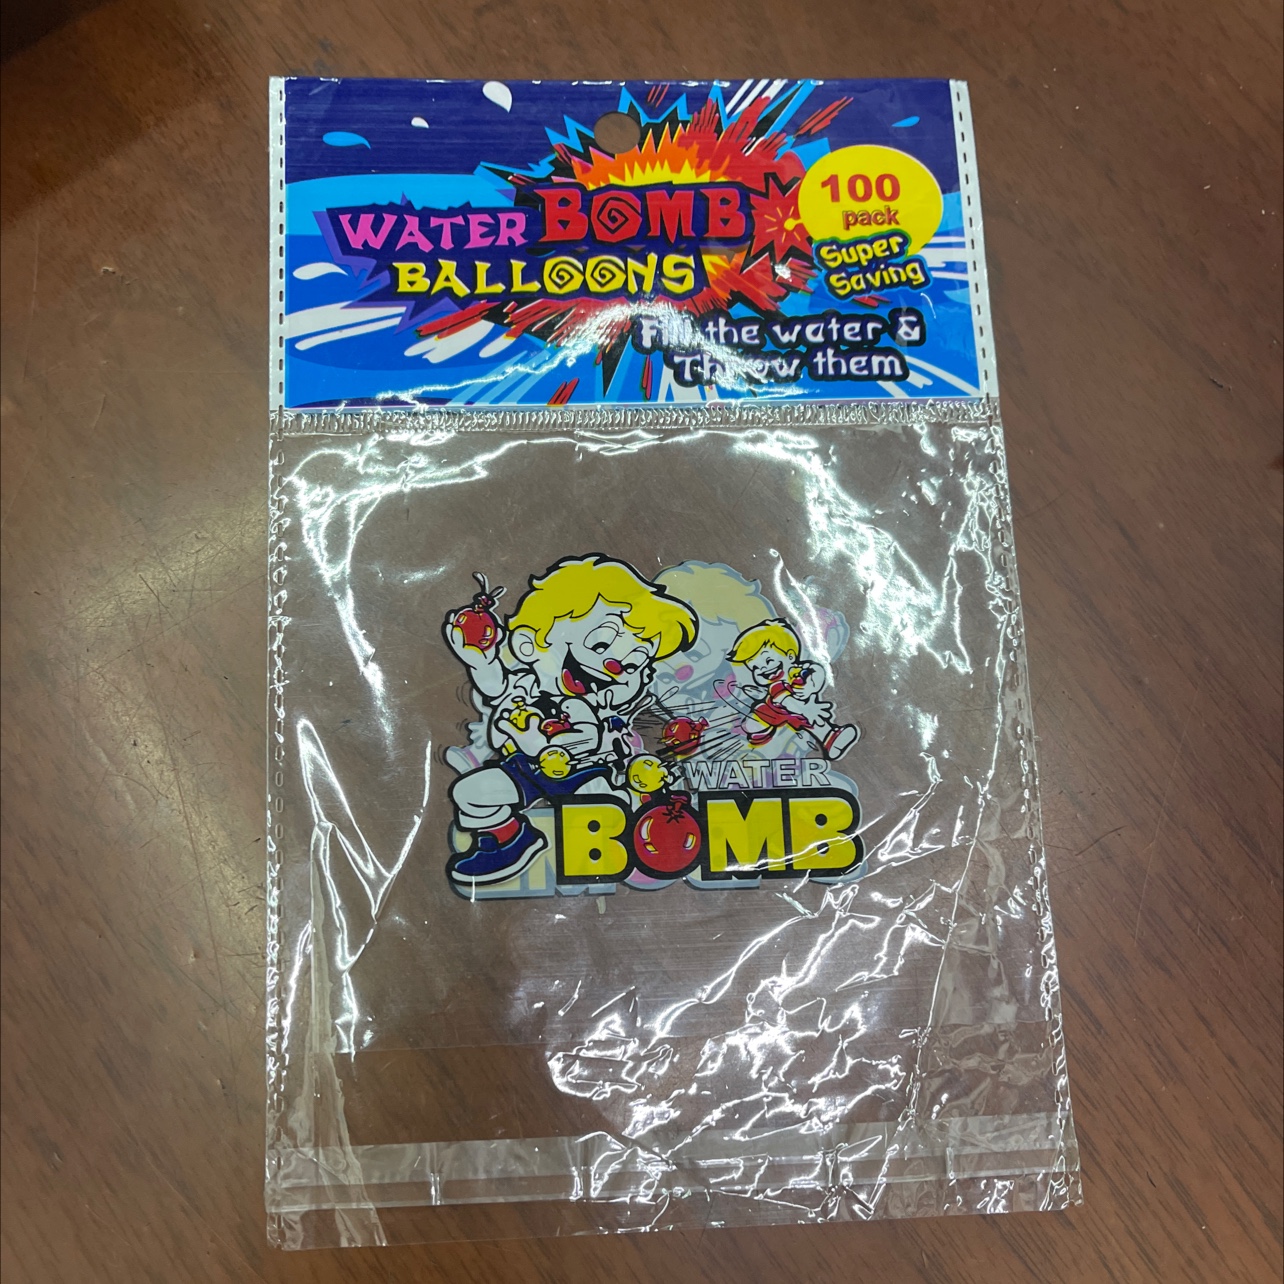 WATER BOMB
BALLOONS
100
pack
Super
Saving
Fill the water &
Throw them
WATER
BOMB